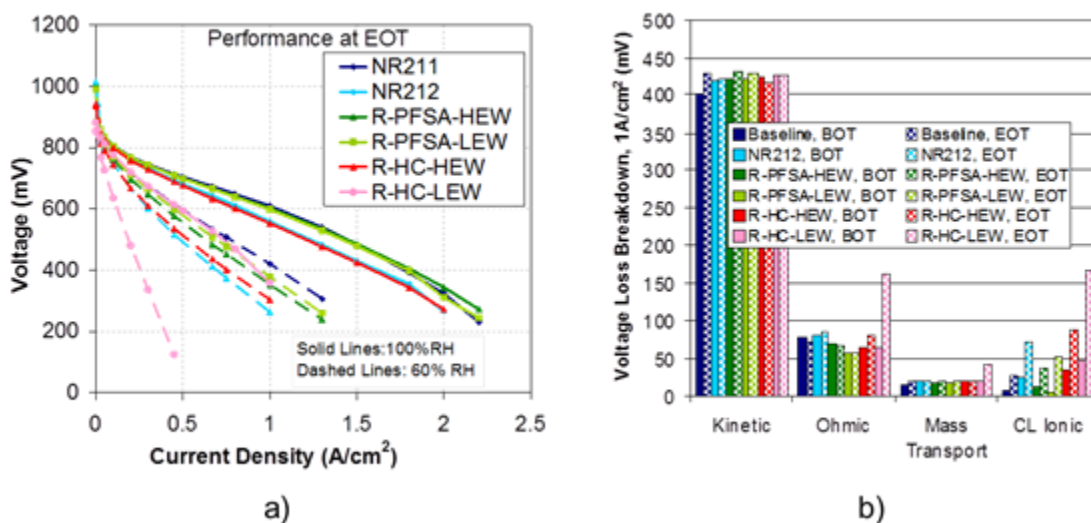 Performance at EOT
NR211
NR212
R-PFSA-HEW
R-PFSA-LEW
R-HC-HEW
R-HC-LEW
Solid Lines:100%RH
Dashed Lines: 60% RH
1200
1000
800
600
400
200
0
0 0.5 1 1.5 2 2.5
Voltage (mV)
Current Density (A/cm²)
a)
Voltage Loss Breakdown, 1A/cm² (mV)
500
450
400
350
300
250
200
150
100
50
0
Baseline, BOT Baseline, EOT
NR212, BOT NR212, EOT
R-PFSA-HEW, BOT R-PFSA-HEW, EOT
R-PFSA-LEW, BOT R-PFSA-LEW, EOT
R-HC-HEW, BOT R-HC-HEW, EOT
R-HC-LEW, BOT R-HC-LEW, EOT
Kinetic Ohmic Mass CL Ionic
Transport
b)